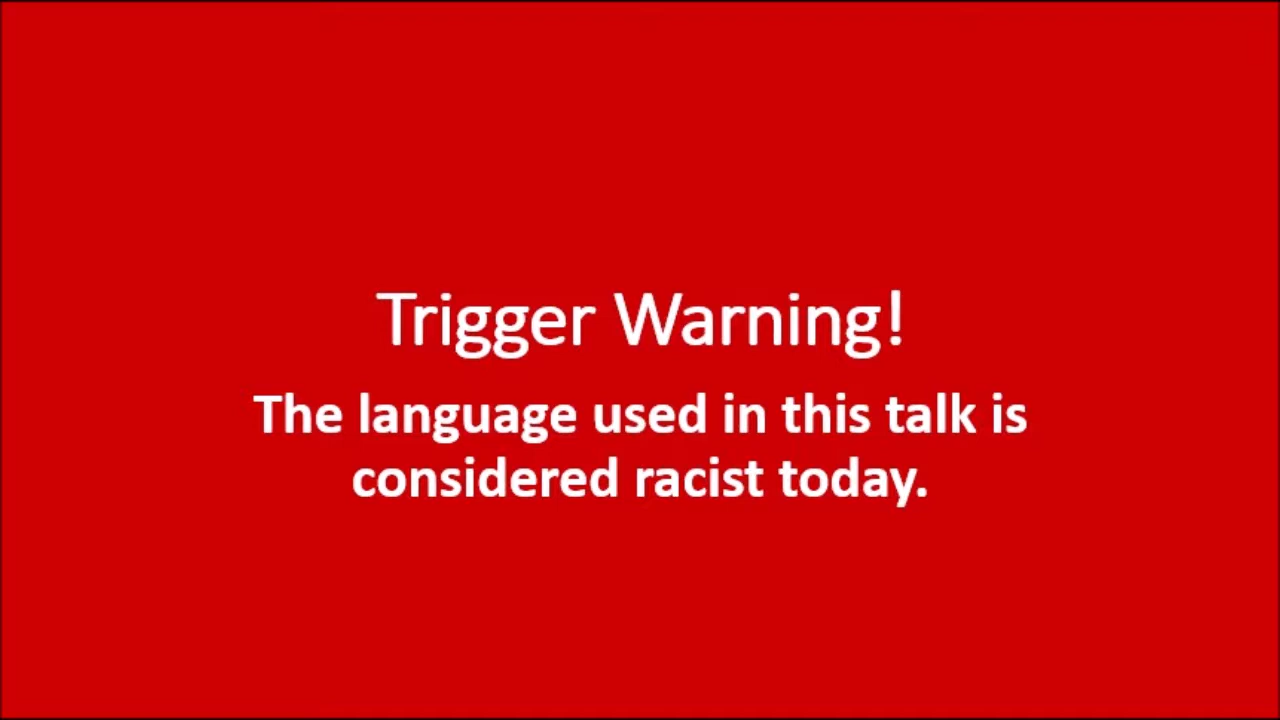 Trigger Warning!
The language used in this talk is
considered racist today.